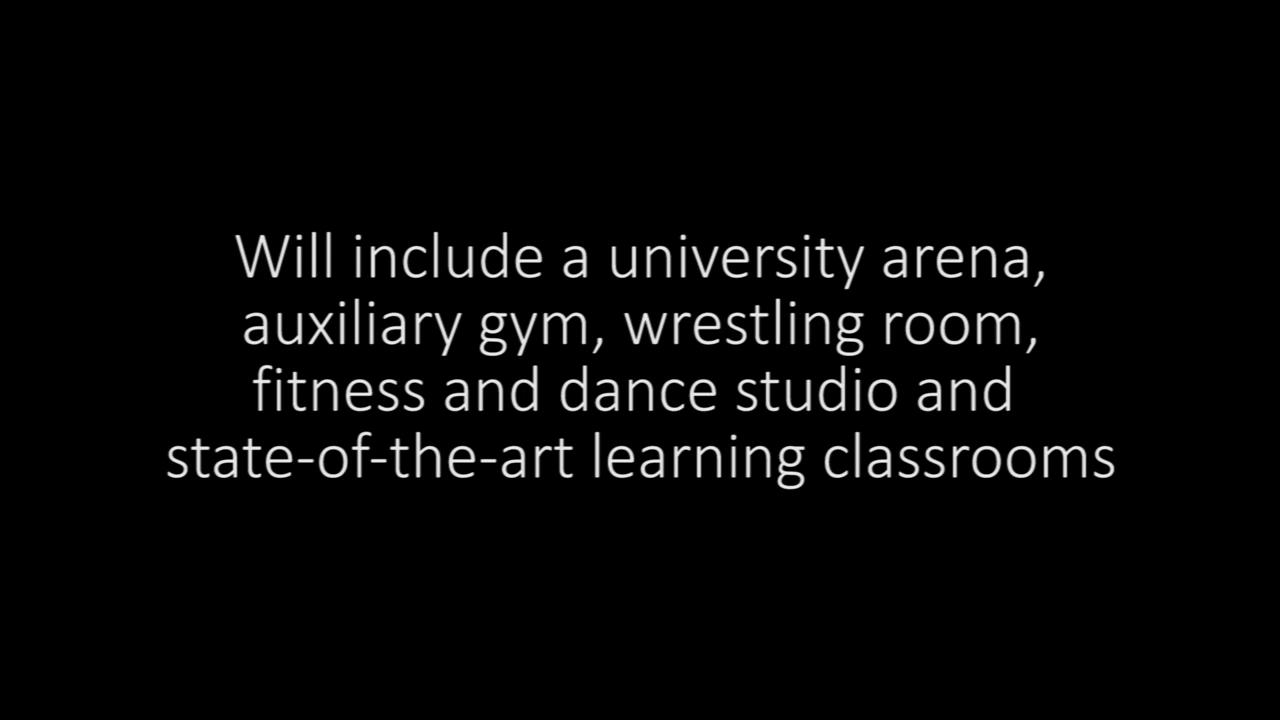 Will include a university arena,
auxiliary gym, wrestling room,
fitness and dance studio and
state-of-the-art learning classrooms